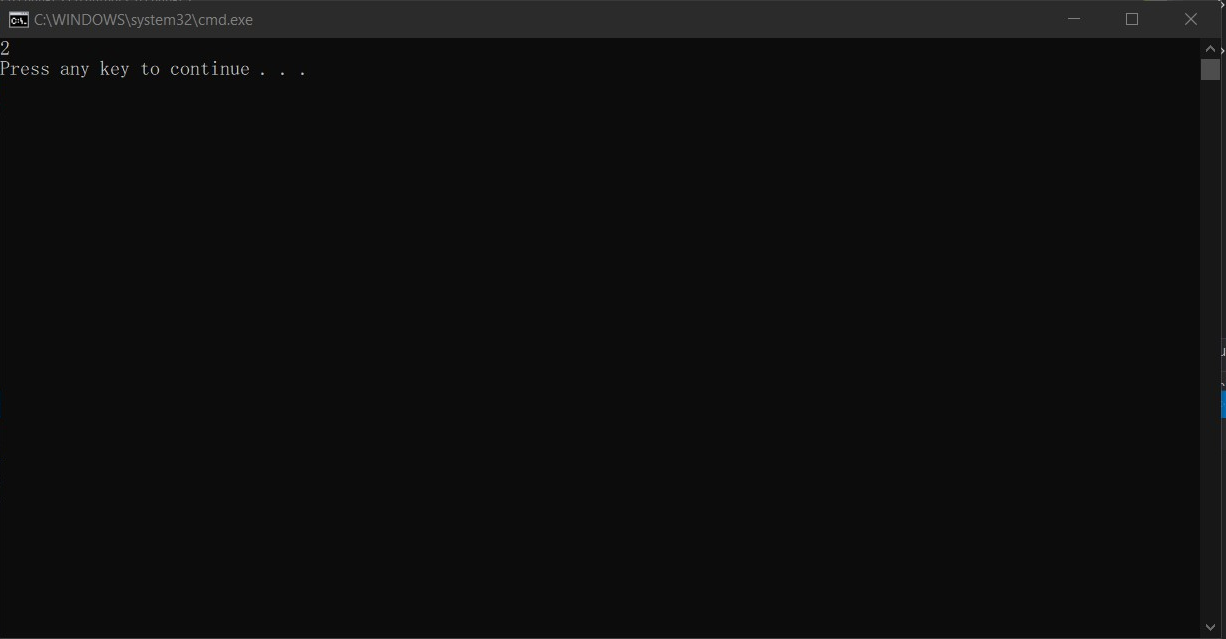 C:\WINDOWS\system32\cmd.exe
2
Press any key to continue . . .